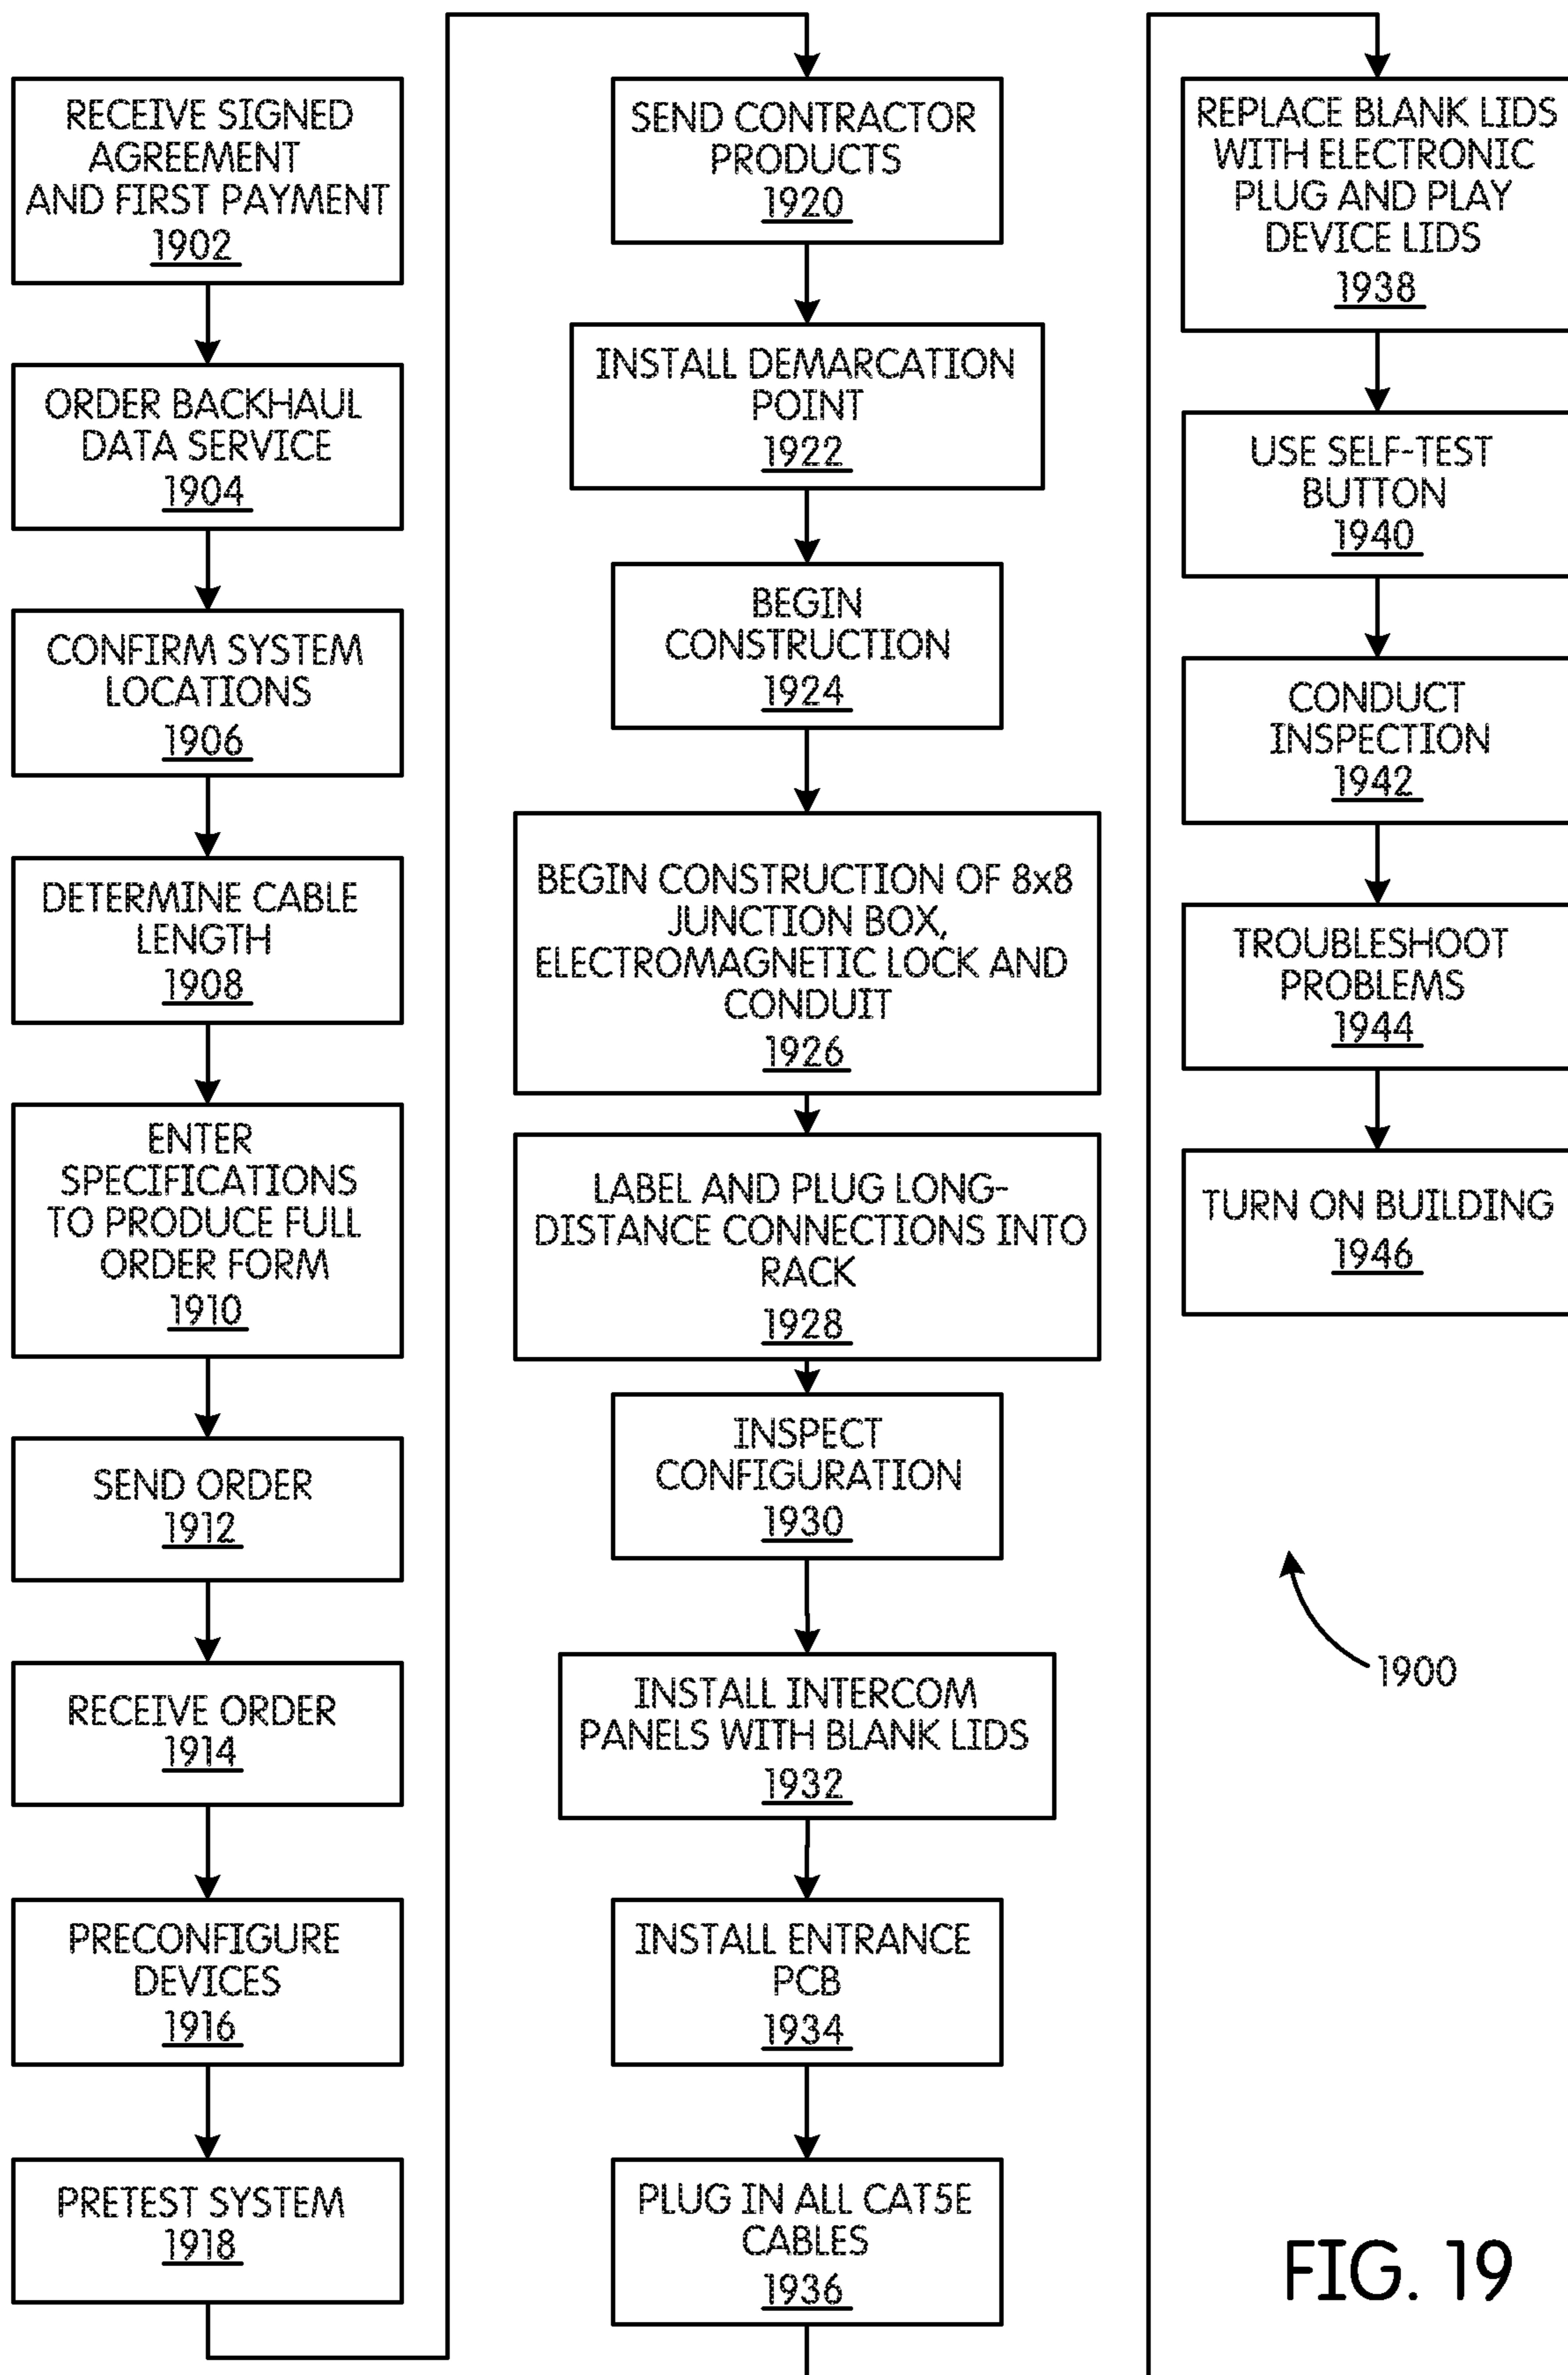 RECEIVE SIGNED
AGREEMENT
AND FIRST PAYMENT
1902
ORDER BACKHAUL
DATA SERVICE
1904
CONFIRM SYSTEM
LOCATIONS
1906
DETERMINE CABLE
LENGTH
1908
ENTER
SPECIFICATIONS
TO PRODUCE FULL
ORDER FORM
1910
SEND ORDER
1912
RECEIVE ORDER
1914
PRECONFIGURE
DEVICES
1916
PRETEST SYSTEM
1918
SEND CONTRACTOR
PRODUCTS
1920
INSTALL DEMARCATION
POINT
1922
BEGIN
CONSTRUCTION
1924
BEGIN CONSTRUCTION OF 8x8
JUNCTION BOX,
ELECTROMAGNETIC LOCK AND
CONDUIT
1926
LABEL AND PLUG LONG-
DISTANCE CONNECTIONS INTO
RACK
1928
INSPECT
CONFIGURATION
1930
INSTALL INTERCOM
PANELS WITH BLANK LIDS
1932
INSTALL ENTRANCE
PCB
1934
PLUG IN ALL CAT5E
CABLES
1936
REPLACE BLANK LIDS
WITH ELECTRONIC
PLUG AND PLAY
DEVICE LIDS
1938
USE SELF-TEST
BUTTON
1940
CONDUCT
INSPECTION
1942
TROUBLESHOOT
PROBLEMS
1944
TURN ON BUILDING
1946
1900
FIG. 19